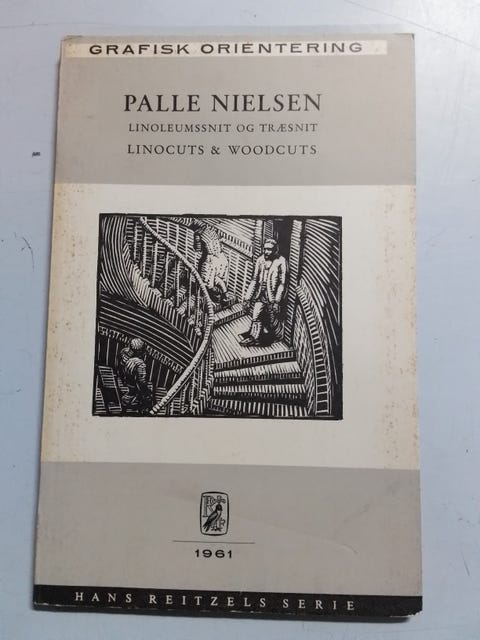 GRAFISK ORIENTERING
PALLE NIELSEN
LINOLEUMSSNIT OG TRÆSNIT
LINOCUTS & WOODCUTS
1961
HANS REITZELS SERIE